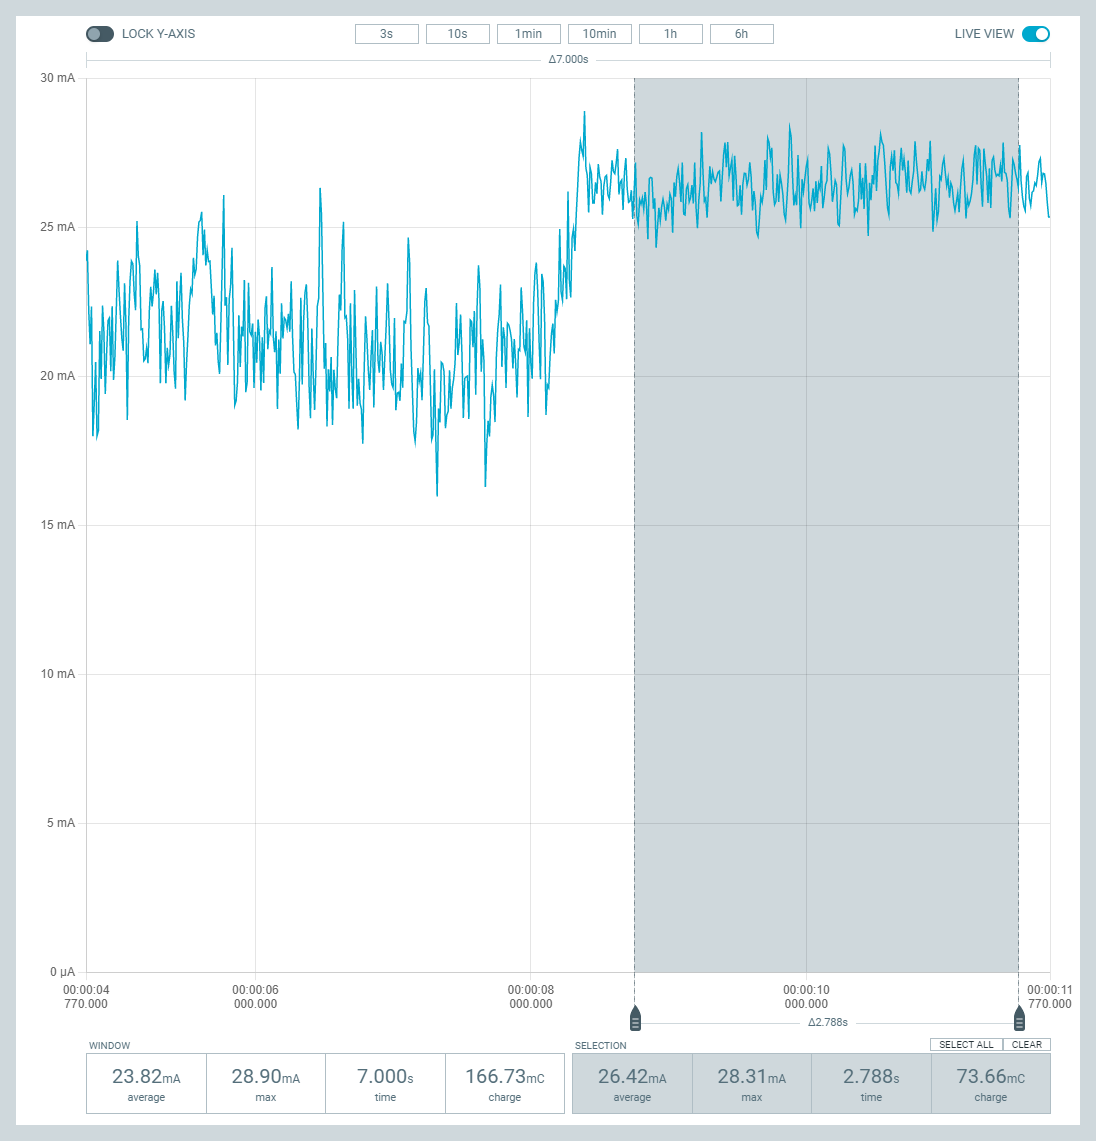 LOCK Y-AXIS 3s 10s 1min 10min 1h 6h LIVE VIEW
Δ7.000s
30 mA
25 mA
20 mA
15 mA
10 mA
5 mA
0 µA
00:00:04 00:00:06 00:00:08 00:00:10 00:00:11
770.000 000.000 000.000 000.000 770.000
Δ2.788s
WINDOW SELECTION SELECT ALL CLEAR
23.82mA 28.90mA 7.000s 166.73mC 26.42mA 28.31mA 2.788s 73.66mC
average max time charge average max time charge